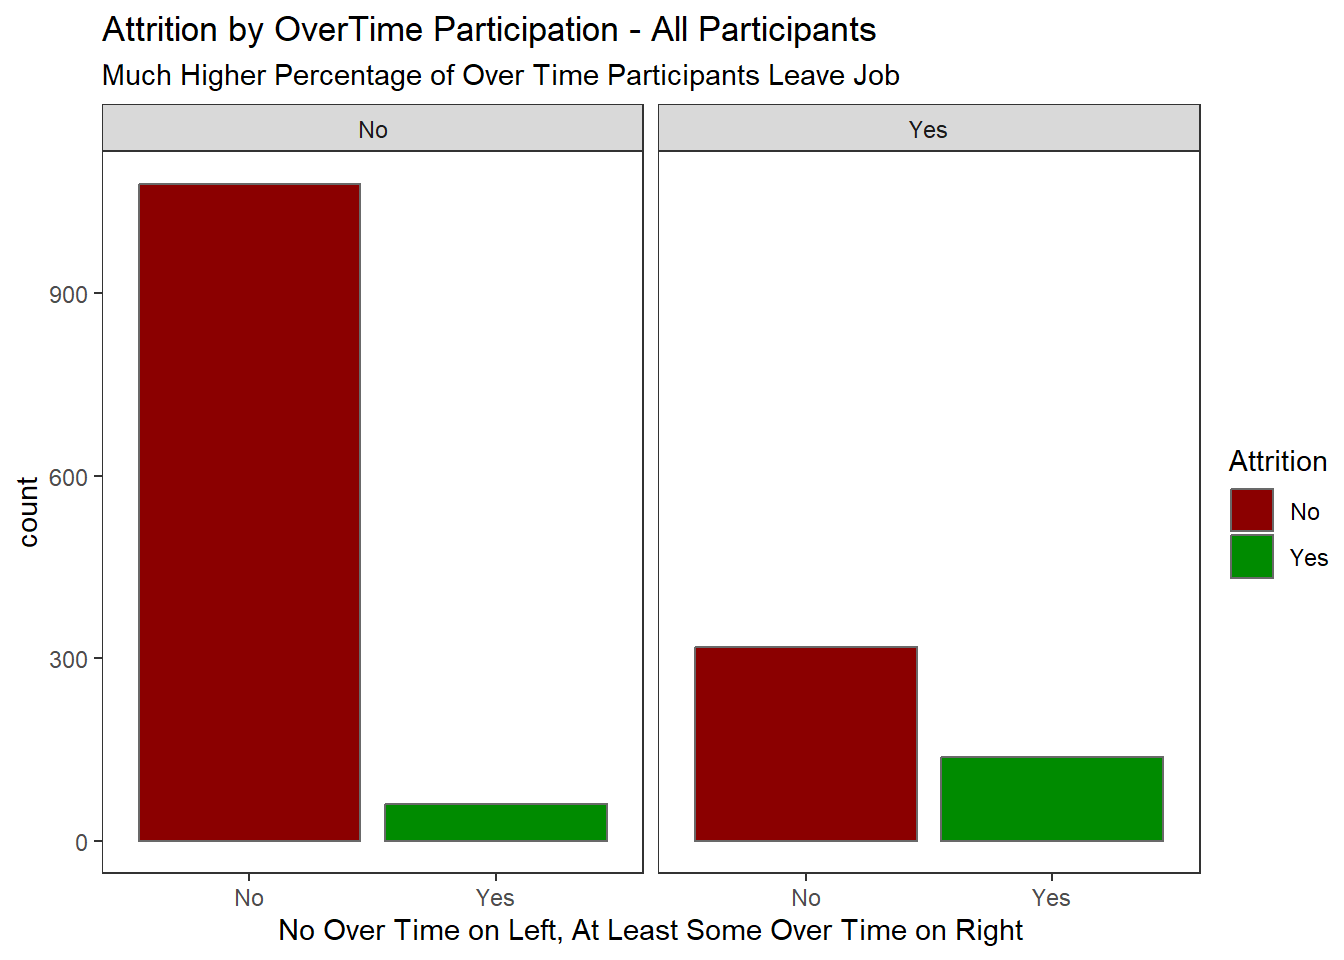 Attrition by OverTime Participation - All Participants
Much Higher Percentage of Over Time Participants Leave Job
No
Yes
900
600
300
0
count
No
Yes
No
Yes
No Over Time on Left, At Least Some Over Time on Right
Attrition
No
Yes